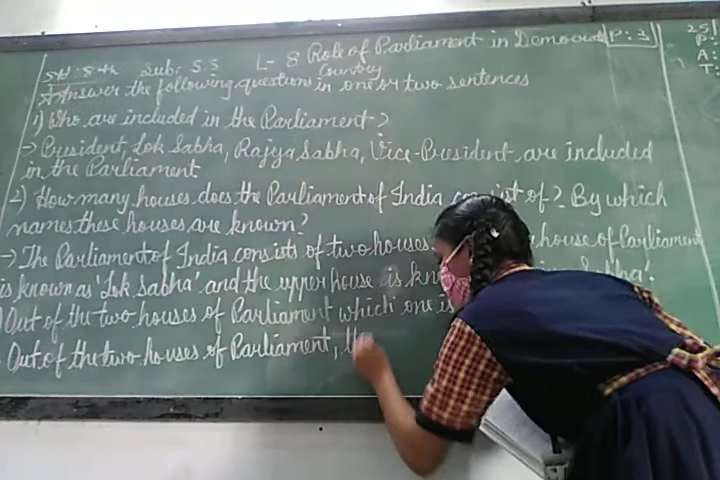 Std: 8th Sub: S.S L- 8 Role of Parliament in Democratic P: 3
Country
Answer the following question in one or two sentences
1) Who are included in the Parliament?
→ President, Lok Sabha, Rajya Sabha, Vice-President are included
in the Parliament
2) How many houses does the Parliament of India consist of? By which
names these houses are known?
→) The Parliament of India consists of two houses. house of Parliament
is known as 'Lok Sabha' and the upper house is
) Out of the two houses of Parliament which one is
Out of the two houses of Parliament,
25/
P:
A:
T: